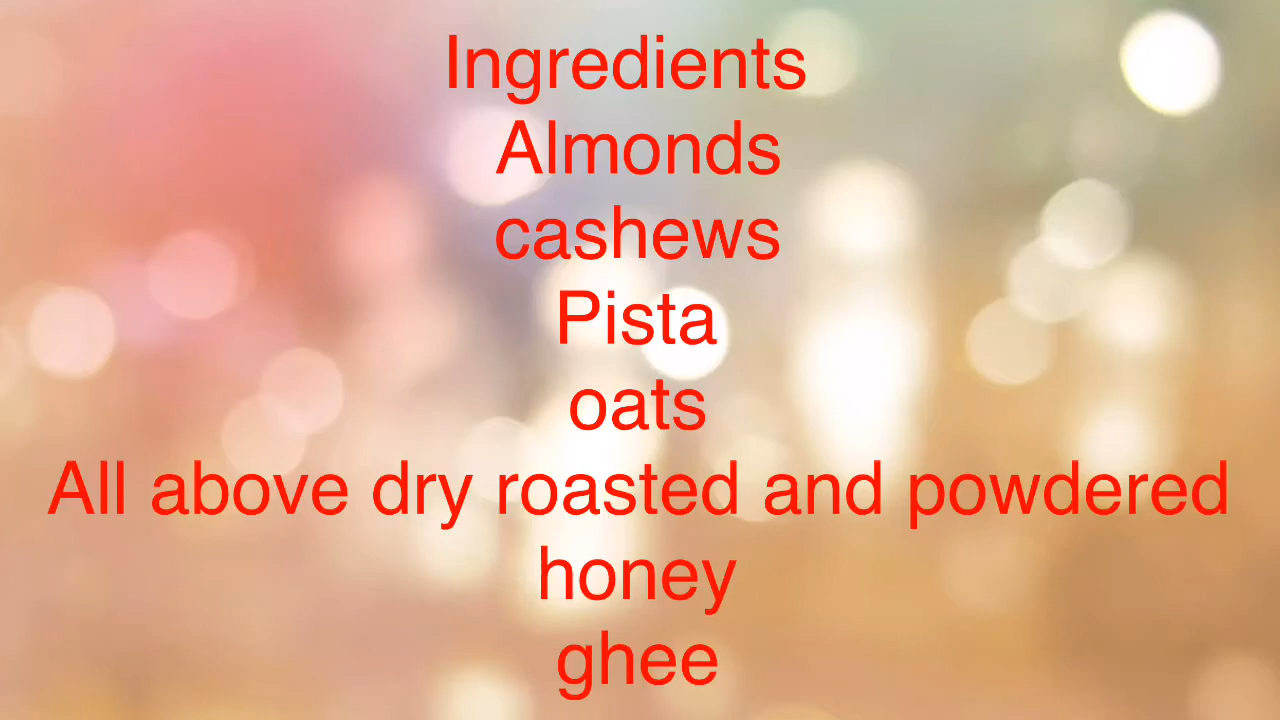 Ingredients
Almonds
cashews
Pista
oats
All above dry roasted and powdered
honey
ghee